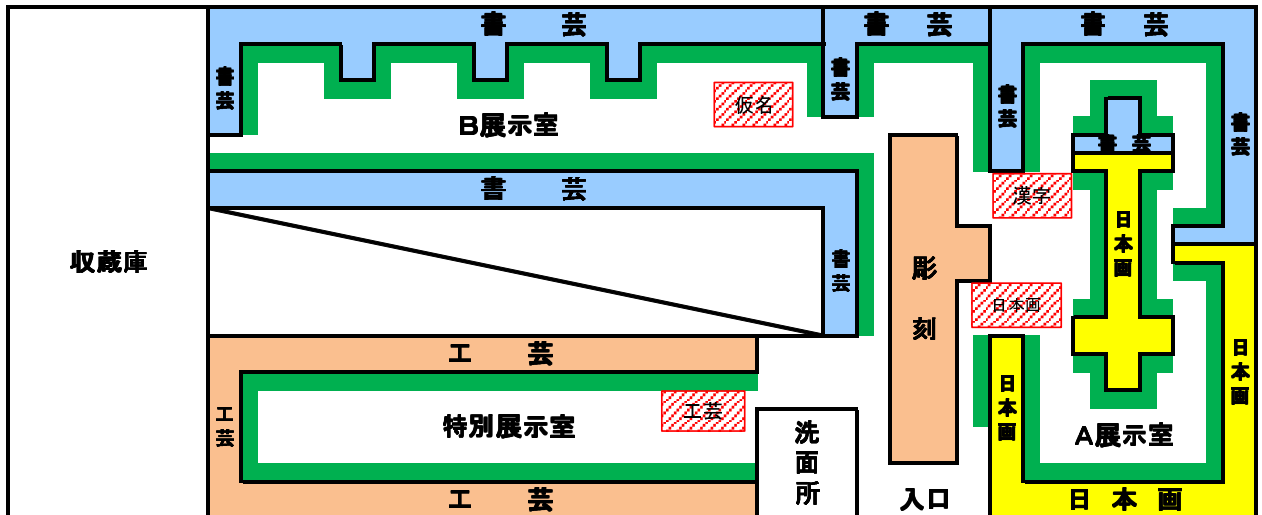 書　芸
書　芸
書　芸
書芸
書芸
書芸
書芸
仮名
B展示室
書　芸
漢字
書　芸
日本画
書芸
収蔵庫
彫刻
日本画
工　芸
日本画
日本画
工芸
工芸
特別展示室
洗面所
A展示室
工　芸
入口
日　本　画